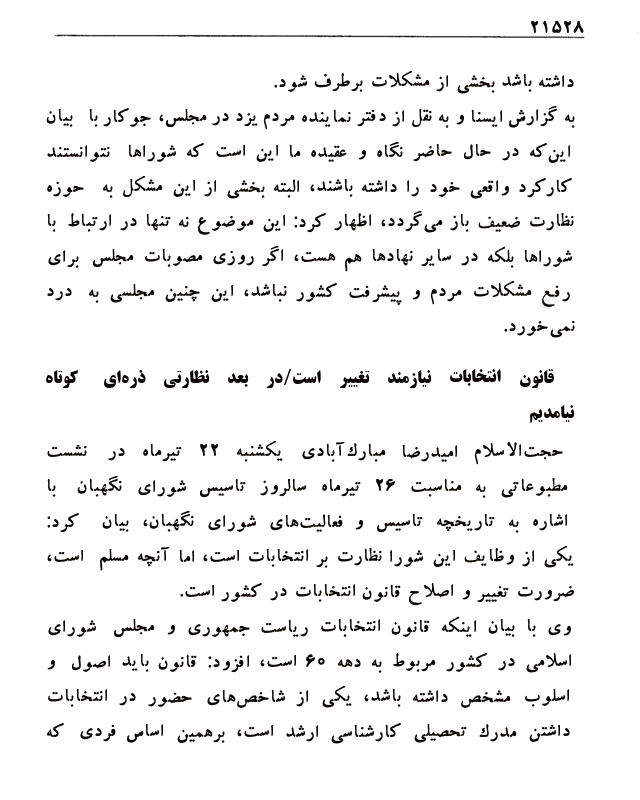 ۲۱۵۲۸
داشته باشد بخشی از مشکلات برطرف شود.
به گزارش ایسنا و به نقل از دفتر نماینده مردم یزد در مجلس، جوکار با بیان
این‌که در حال حاضر نگاه و عقیده ما این است که شوراها نتوانستند
کارکرد واقعی خود را داشته باشند، البته بخشی از این مشکل به حوزه
نظارت ضعیف باز می‌گردد، اظهار کرد: این موضوع نه تنها در ارتباط با
شوراها بلکه در سایر نهادها هم هست، اگر روزی مصوبات مجلس برای
رفع مشکلات مردم و پیشرفت کشور نباشد، این چنین مجلسی به درد
نمی‌خورد.
قانون انتخابات نیازمند تغییر است/در بعد نظارتی ذره‌ای کوتاه
نیامدیم
حجت‌الاسلام امیدرضا مبارك‌آبادی یکشنبه ۲۲ تیرماه در نشست
مطبوعاتی به مناسبت ۲۶ تیرماه سالروز تاسیس شورای نگهبان با
اشاره به تاریخچه تاسیس و فعالیت‌های شورای نگهبان، بیان کرد:
یکی از وظایف این شورا نظارت بر انتخابات است، اما آنچه مسلم است،
ضرورت تغییر و اصلاح قانون انتخابات در کشور است.
وی با بیان اینکه قانون انتخابات ریاست جمهوری و مجلس شورای
اسلامی در کشور مربوط به دهه ۶۰ است، افزود: قانون باید اصول و
اسلوب مشخص داشته باشد، یکی از شاخص‌های حضور در انتخابات
داشتن مدرك تحصیلی کارشناسی ارشد است، برهمین اساس فردی که